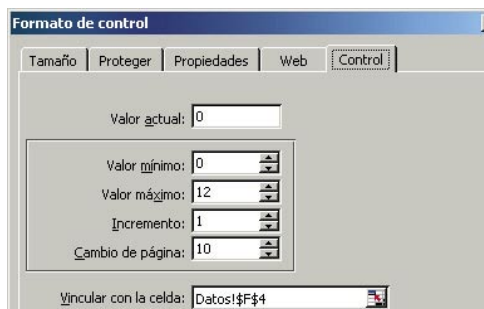 Formato de control
Tamaño Proteger Propiedades Web Control
Valor actual: 0
Valor mínimo: 0
Valor máximo: 12
Incremento: 1
Cambio de página: 10
Vincular con la celda: Datos!$F$4